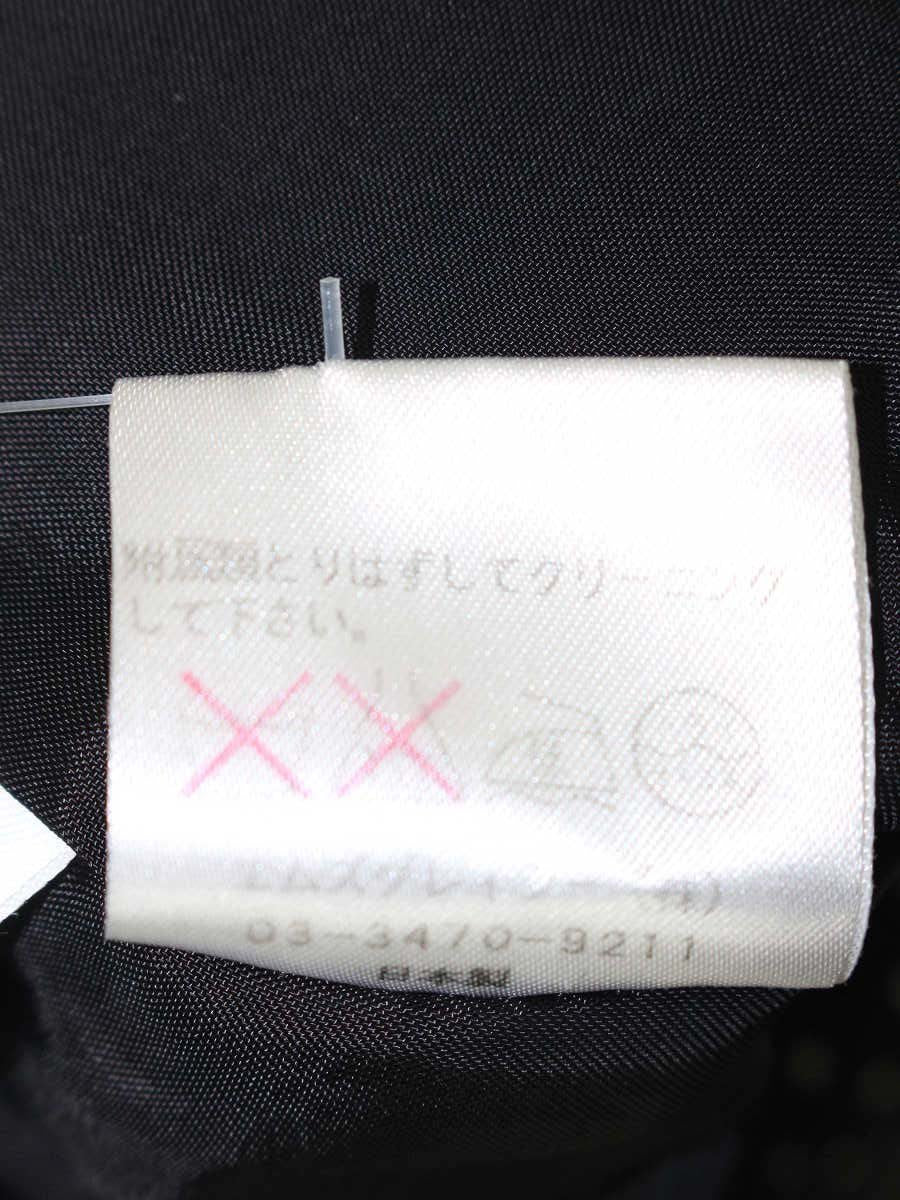 附属類とりはずしてクリーニング
して下さい。
エムズグレイシー(株)
03-3470-9211
日本製